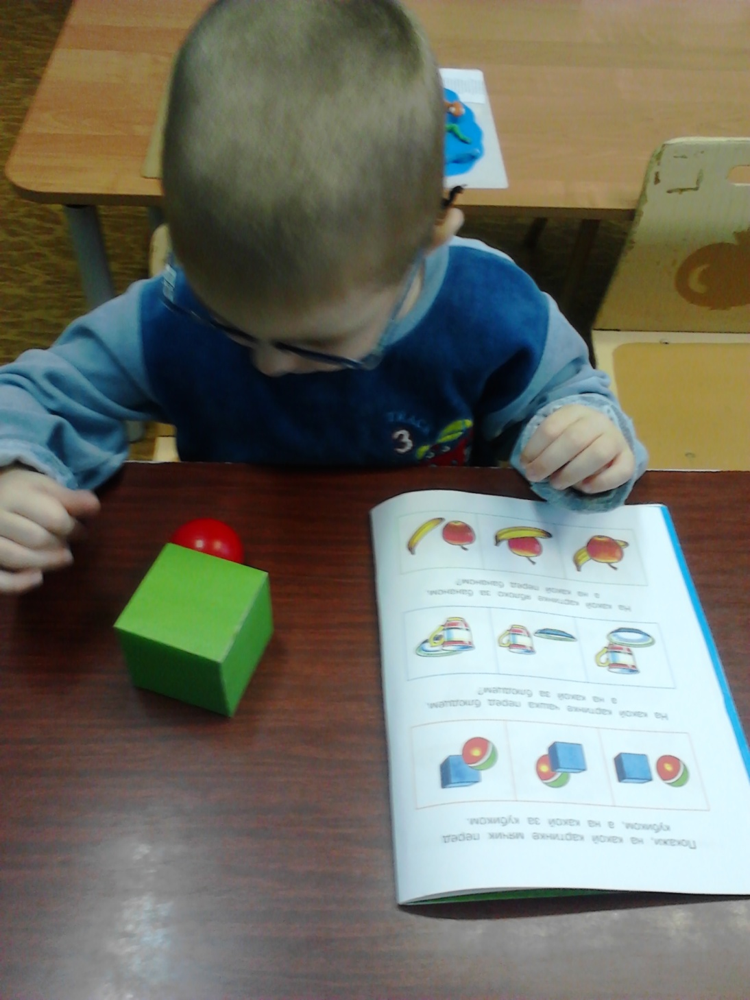 Покажи, на какой картинке мячик перед
кубиком, а на какой за кубиком.
На какой картинке чашка перед блюдцем,
а на какой за блюдцем?
На какой картинке яблоко за бананом,
а на какой перед бананом?
3